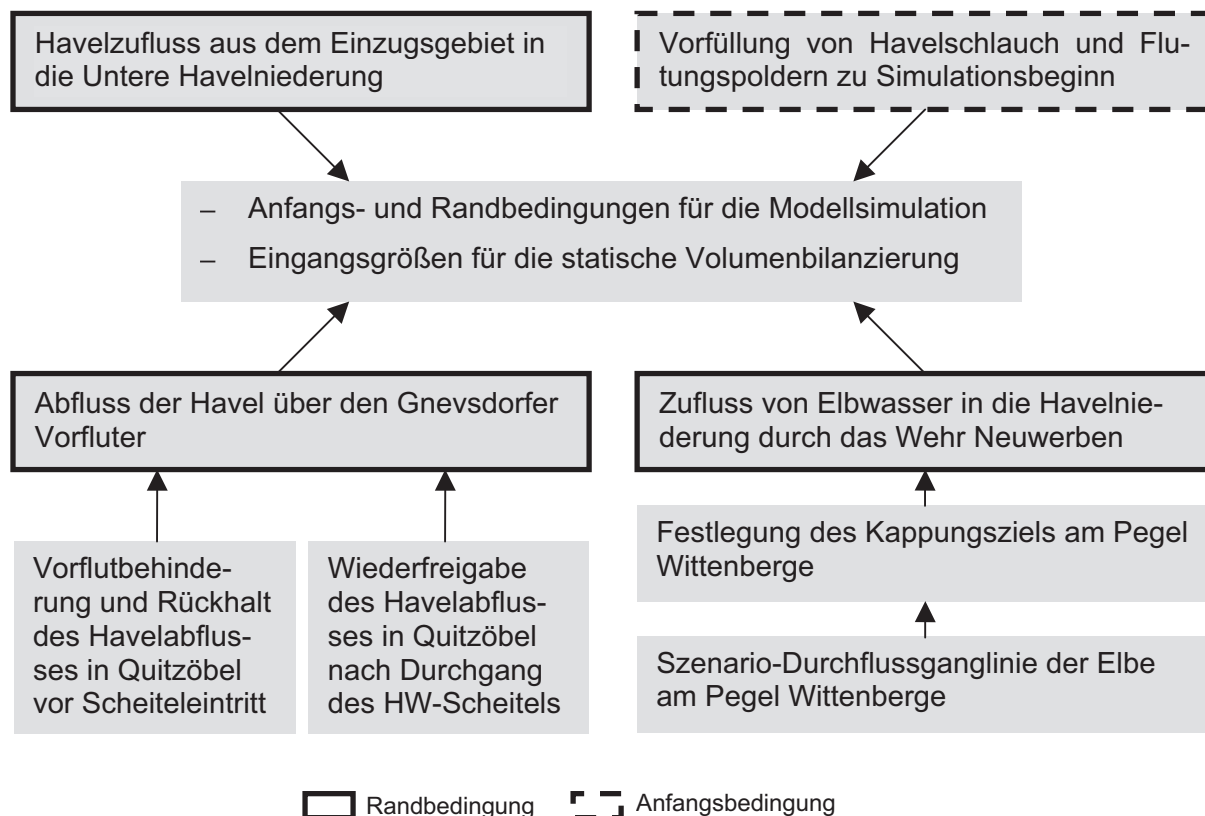 Havelzufluss aus dem Einzugsgebiet in
die Untere Havelniederung
Vorfüllung von Havelschlauch und Flu-
tungspoldern zu Simulationsbeginn
– Anfangs- und Randbedingungen für die Modellsimulation
– Eingangsgrößen für die statische Volumenbilanzierung
Abfluss der Havel über den Gnevsdorfer
Vorfluter
Zufluss von Elbwasser in die Havelnie-
derung durch das Wehr Neuwerben
Vorflutbehinde-
rung und Rückhalt
des Havelabflus-
ses in Quitzöbel
vor Scheiteleintritt
Wiederfreigabe
des Havelabflus-
ses in Quitzöbel
nach Durchgang
des HW-Scheitels
Festlegung des Kappungsziels am Pegel
Wittenberge
Szenario-Durchflussganglinie der Elbe
am Pegel Wittenberge
Randbedingung
Anfangsbedingung